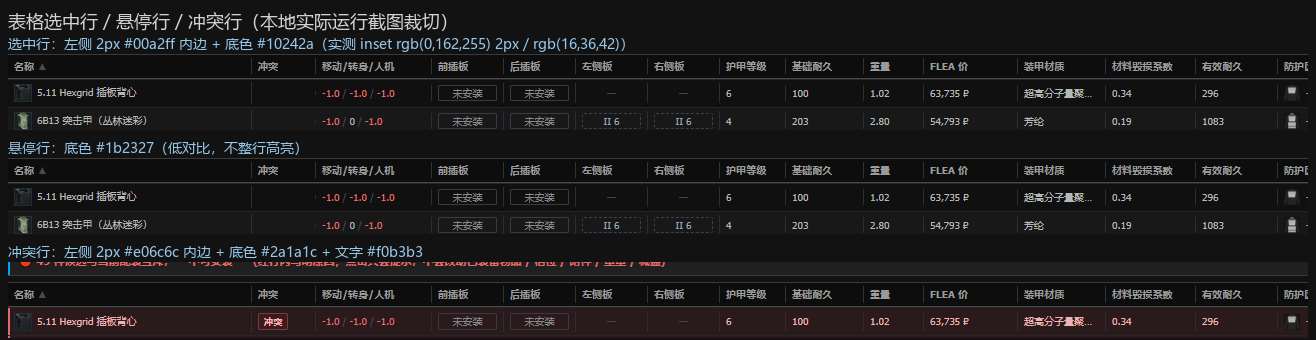 表格选中行 / 悬停行 / 冲突行（本地实际运行截图裁切）
选中行：左侧 2px #00a2ff 内边 + 底色 #10242a（实测 inset rgb(0,162,255) 2px / rgb(16,36,42)）
名称 ▲ 冲突 移动/转身/人机 前插板 后插板 左侧板 右侧板 护甲等级 基础耐久 重量 FLEA 价 装甲材质 材料毁损系数 有效耐久 防护
5.11 Hexgrid 插板背心 -1.0 / -1.0 / -1.0 未安装 未安装 — — 6 100 1.02 63,735 ₽ 超高分子量聚... 0.34 296
6B13 突击甲（丛林迷彩） -1.0 / 0 / -1.0 未安装 未安装 II 6 II 6 4 203 2.80 54,793 ₽ 芳纶 0.19 1083
悬停行：底色 #1b2327（低对比，不整行高亮）
名称 ▲ 冲突 移动/转身/人机 前插板 后插板 左侧板 右侧板 护甲等级 基础耐久 重量 FLEA 价 装甲材质 材料毁损系数 有效耐久 防护
5.11 Hexgrid 插板背心 -1.0 / -1.0 / -1.0 未安装 未安装 — — 6 100 1.02 63,735 ₽ 超高分子量聚... 0.34 296
6B13 突击甲（丛林迷彩） -1.0 / 0 / -1.0 未安装 未安装 II 6 II 6 4 203 2.80 54,793 ₽ 芳纶 0.19 1083
冲突行：左侧 2px #e06c6c 内边 + 底色 #2a1a1c + 文字 #f0b3b3
名称 ▲ 冲突 移动/转身/人机 前插板 后插板 左侧板 右侧板 护甲等级 基础耐久 重量 FLEA 价 装甲材质 材料毁损系数 有效耐久 防护
5.11 Hexgrid 插板背心 冲突 -1.0 / -1.0 / -1.0 未安装 未安装 — — 6 100 1.02 63,735 ₽ 超高分子量聚... 0.34 296